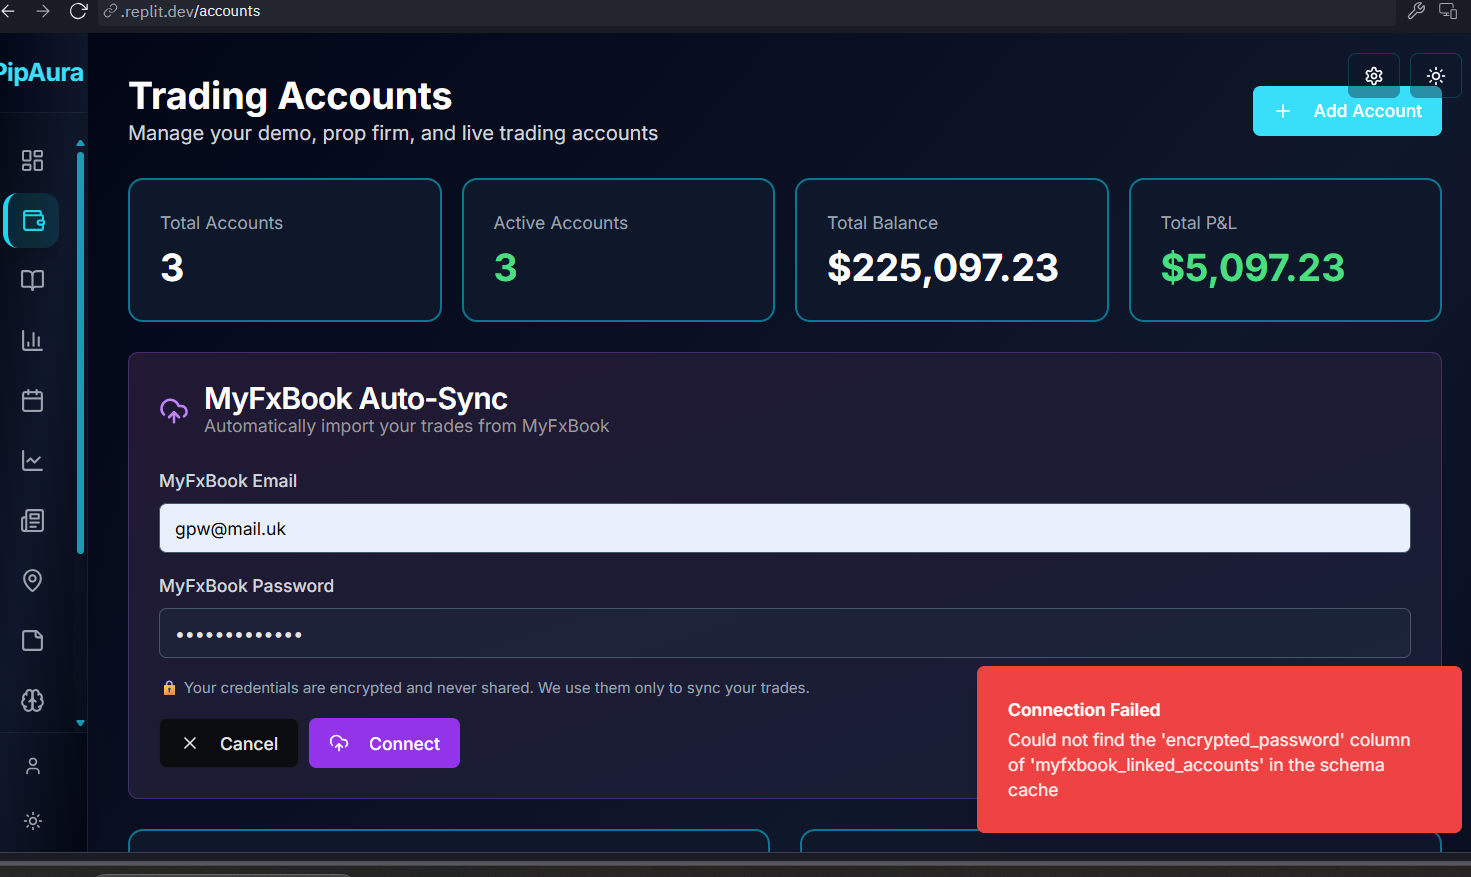 .replit.dev/accounts
PipAura
Trading Accounts
Manage your demo, prop firm, and live trading accounts
+ Add Account
Total Accounts
3
Active Accounts
3
Total Balance
$225,097.23
Total P&L
$5,097.23
MyFxBook Auto-Sync
Automatically import your trades from MyFxBook
MyFxBook Email
gpw@mail.uk
MyFxBook Password
•••••••••••••
🔒 Your credentials are encrypted and never shared. We use them only to sync your trades.
Cancel
Connect
Connection Failed
Could not find the 'encrypted_password' column
of 'myfxbook_linked_accounts' in the schema
cache